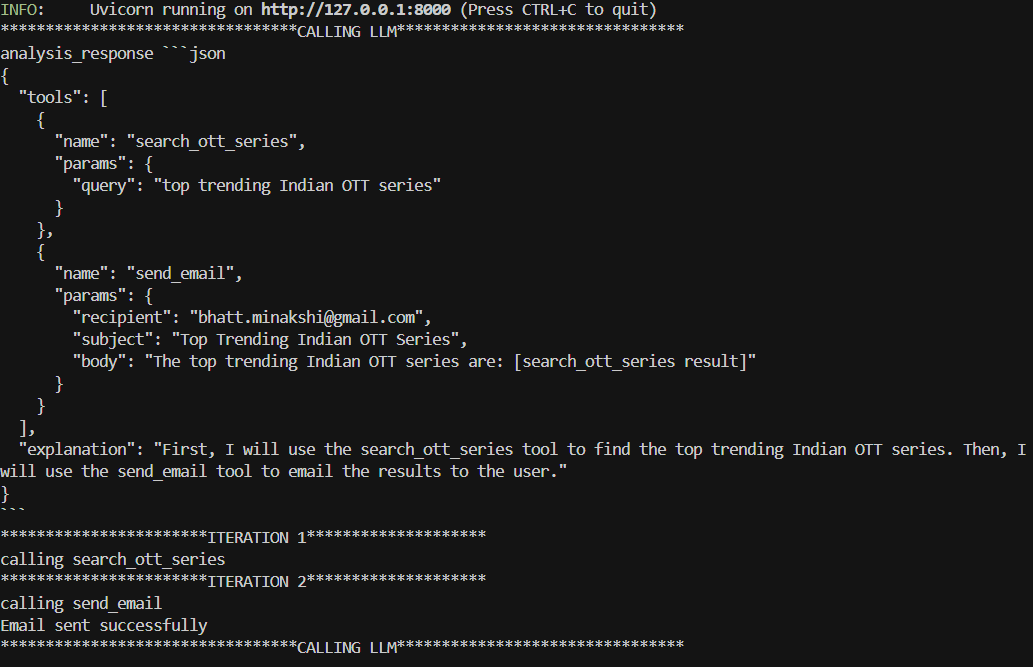 INFO:     Uvicorn running on http://127.0.0.1:8000 (Press CTRL+C to quit)
*********************************CALLING LLM********************************
analysis_response ```json
{
  "tools": [
    {
      "name": "search_ott_series",
      "params": {
        "query": "top trending Indian OTT series"
      }
    },
    {
      "name": "send_email",
      "params": {
        "recipient": "bhatt.minakshi@gmail.com",
        "subject": "Top Trending Indian OTT Series",
        "body": "The top trending Indian OTT series are: [search_ott_series result]"
      }
    }
  ],
  "explanation": "First, I will use the search_ott_series tool to find the top trending Indian OTT series. Then, I
will use the send_email tool to email the results to the user."
}
```
***********************ITERATION 1********************
calling search_ott_series
***********************ITERATION 2********************
calling send_email
Email sent successfully
*********************************CALLING LLM********************************